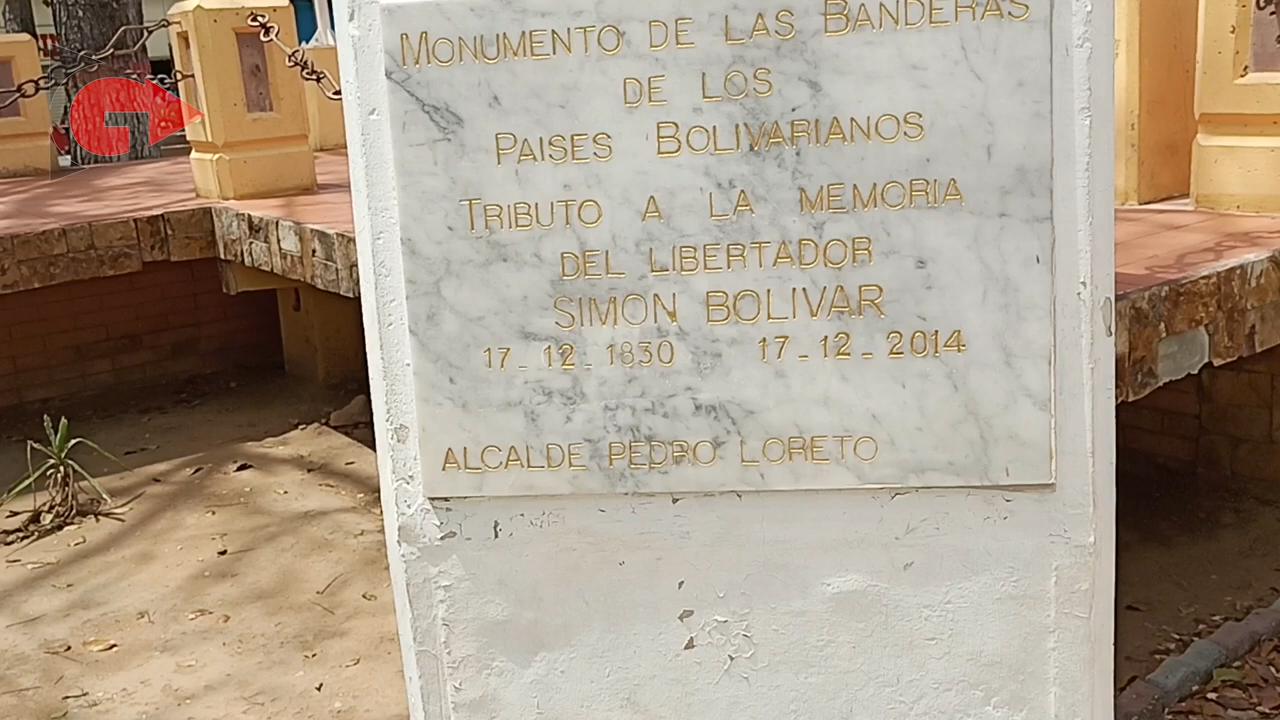 MONUMENTO DE LAS BANDERAS
DE LOS
PAISES BOLIVARIANOS
TRIBUTO A LA MEMORIA
DEL LIBERTADOR
SIMON BOLIVAR
17_12_1830 17_12_2014
ALCALDE PEDRO LORETO